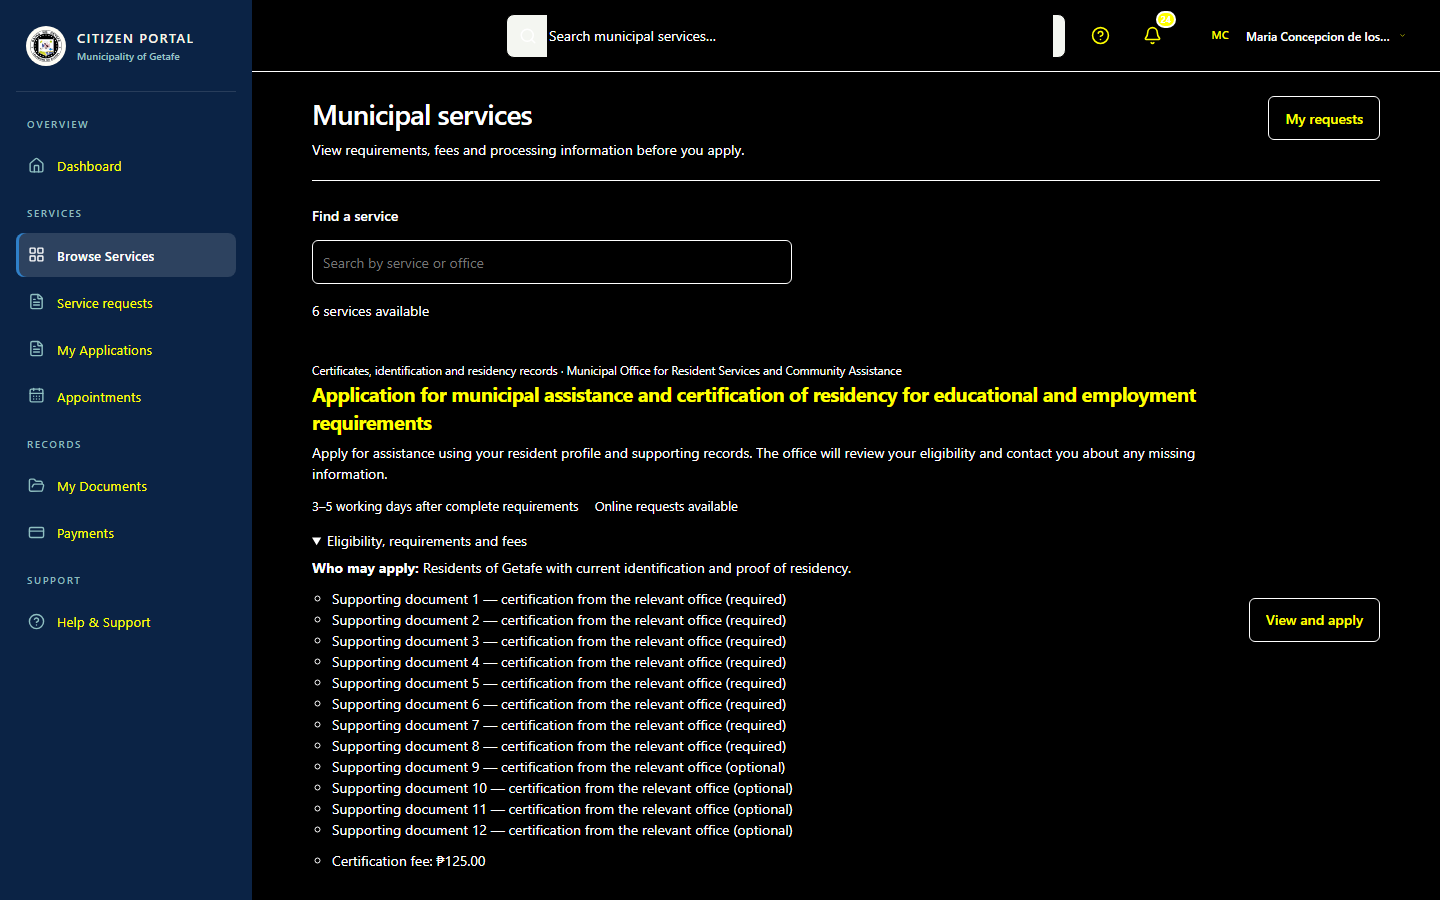 CITIZEN PORTAL
Municipality of Getafe
OVERVIEW
Dashboard
SERVICES
Browse Services
Service requests
My Applications
Appointments
RECORDS
My Documents
Payments
SUPPORT
Help & Support
Search municipal services...
24
MC
Maria Concepcion de los...
Municipal services
View requirements, fees and processing information before you apply.
My requests
Find a service
Search by service or office
6 services available
Certificates, identification and residency records · Municipal Office for Resident Services and Community Assistance
Application for municipal assistance and certification of residency for educational and employment
requirements
Apply for assistance using your resident profile and supporting records. The office will review your eligibility and contact you about any missing
information.
3–5 working days after complete requirements Online requests available
▼ Eligibility, requirements and fees
Who may apply: Residents of Getafe with current identification and proof of residency.
Supporting document 1 — certification from the relevant office (required)
Supporting document 2 — certification from the relevant office (required)
Supporting document 3 — certification from the relevant office (required)
Supporting document 4 — certification from the relevant office (required)
Supporting document 5 — certification from the relevant office (required)
Supporting document 6 — certification from the relevant office (required)
Supporting document 7 — certification from the relevant office (required)
Supporting document 8 — certification from the relevant office (required)
Supporting document 9 — certification from the relevant office (optional)
Supporting document 10 — certification from the relevant office (optional)
Supporting document 11 — certification from the relevant office (optional)
Supporting document 12 — certification from the relevant office (optional)
Certification fee: ₱125.00
View and apply